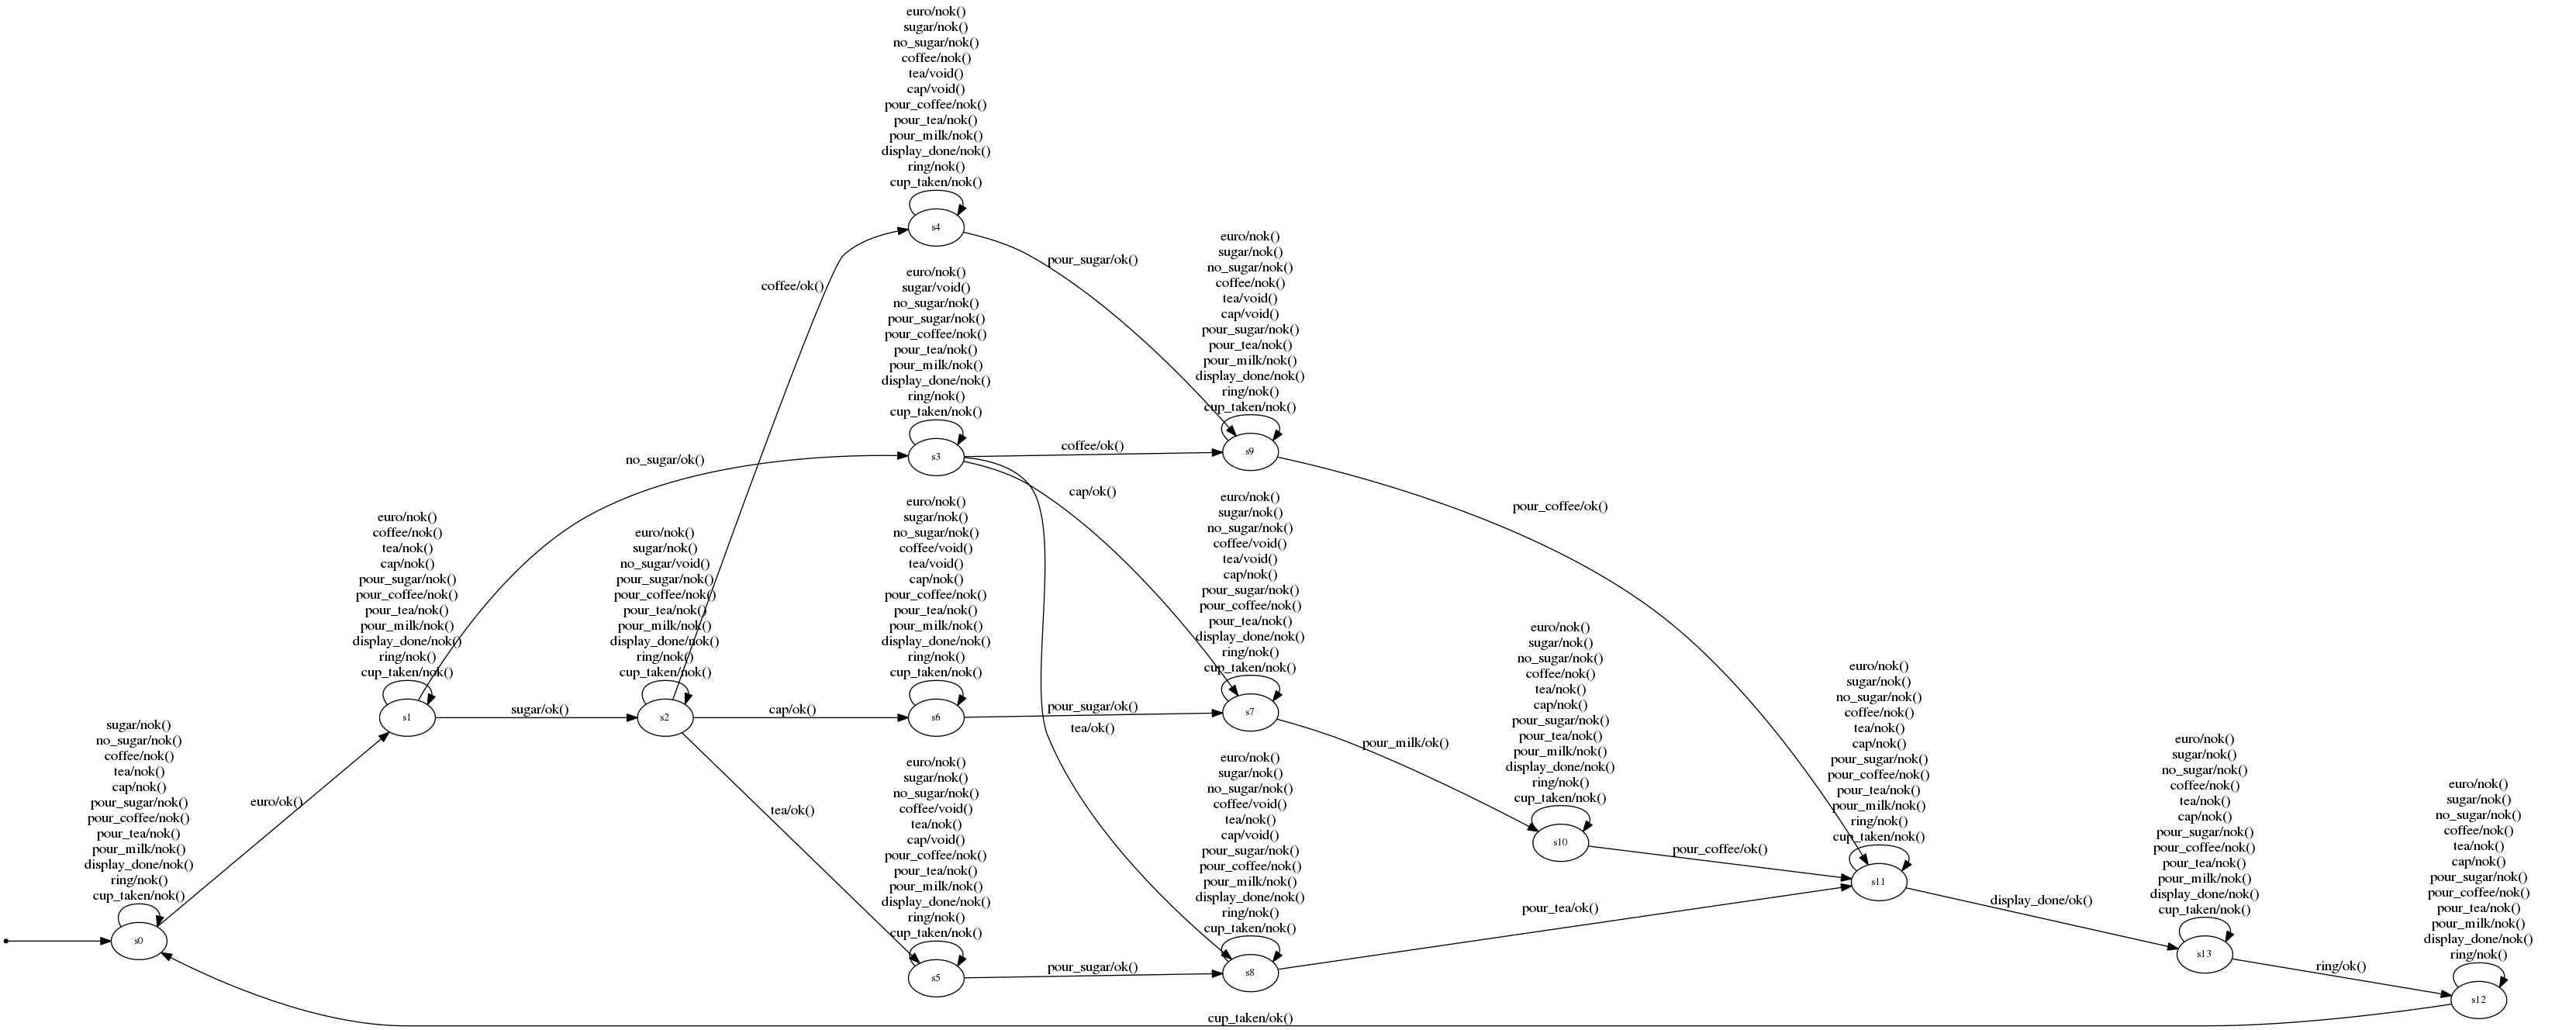 euro/nok()
sugar/nok()
no_sugar/nok()
coffee/nok()
tea/void()
cap/void()
pour_coffee/nok()
pour_tea/nok()
pour_milk/nok()
display_done/nok()
ring/nok()
cup_taken/nok()
s4
pour_sugar/ok()
coffee/ok()
euro/nok()
sugar/void()
no_sugar/nok()
pour_sugar/nok()
pour_coffee/nok()
pour_tea/nok()
pour_milk/nok()
display_done/nok()
ring/nok()
cup_taken/nok()
s3
euro/nok()
sugar/nok()
no_sugar/nok()
coffee/nok()
tea/void()
cap/void()
pour_sugar/nok()
pour_tea/nok()
pour_milk/nok()
display_done/nok()
ring/nok()
cup_taken/nok()
s9
coffee/ok()
no_sugar/ok()
cap/ok()
pour_coffee/ok()
euro/nok()
coffee/nok()
tea/nok()
cap/nok()
pour_sugar/nok()
pour_coffee/nok()
pour_tea/nok()
pour_milk/nok()
display_done/nok()
ring/nok()
cup_taken/nok()
s1
sugar/ok()
euro/nok()
sugar/nok()
no_sugar/void()
pour_sugar/nok()
pour_coffee/nok()
pour_tea/nok()
pour_milk/nok()
display_done/nok()
ring/nok()
cup_taken/nok()
s2
cap/ok()
euro/nok()
sugar/nok()
no_sugar/nok()
coffee/void()
tea/void()
cap/nok()
pour_coffee/nok()
pour_tea/nok()
pour_milk/nok()
display_done/nok()
ring/nok()
cup_taken/nok()
s6
pour_sugar/ok()
tea/ok()
euro/nok()
sugar/nok()
no_sugar/nok()
coffee/void()
tea/void()
cap/nok()
pour_sugar/nok()
pour_coffee/nok()
pour_tea/nok()
display_done/nok()
ring/nok()
cup_taken/nok()
s7
pour_milk/ok()
euro/nok()
sugar/nok()
no_sugar/nok()
coffee/nok()
tea/nok()
cap/nok()
pour_sugar/nok()
pour_tea/nok()
pour_milk/nok()
display_done/nok()
ring/nok()
cup_taken/nok()
s10
pour_coffee/ok()
euro/nok()
sugar/nok()
no_sugar/nok()
coffee/nok()
tea/nok()
cap/nok()
pour_sugar/nok()
pour_coffee/nok()
pour_tea/nok()
pour_milk/nok()
ring/nok()
cup_taken/nok()
s11
display_done/ok()
sugar/nok()
no_sugar/nok()
coffee/nok()
tea/nok()
cap/nok()
pour_sugar/nok()
pour_coffee/nok()
pour_tea/nok()
pour_milk/nok()
display_done/nok()
ring/nok()
cup_taken/nok()
s0
euro/ok()
tea/ok()
euro/nok()
sugar/nok()
no_sugar/nok()
coffee/void()
tea/nok()
cap/void()
pour_coffee/nok()
pour_tea/nok()
pour_milk/nok()
display_done/nok()
ring/nok()
cup_taken/nok()
s5
pour_sugar/ok()
euro/nok()
sugar/nok()
no_sugar/nok()
coffee/void()
tea/nok()
cap/void()
pour_sugar/nok()
pour_coffee/nok()
pour_milk/nok()
display_done/nok()
ring/nok()
cup_taken/nok()
s8
pour_tea/ok()
euro/nok()
sugar/nok()
no_sugar/nok()
coffee/nok()
tea/nok()
cap/nok()
pour_sugar/nok()
pour_coffee/nok()
pour_tea/nok()
pour_milk/nok()
display_done/nok()
cup_taken/nok()
s13
ring/ok()
euro/nok()
sugar/nok()
no_sugar/nok()
coffee/nok()
tea/nok()
cap/nok()
pour_sugar/nok()
pour_coffee/nok()
pour_tea/nok()
pour_milk/nok()
display_done/nok()
ring/nok()
s12
cup_taken/ok()